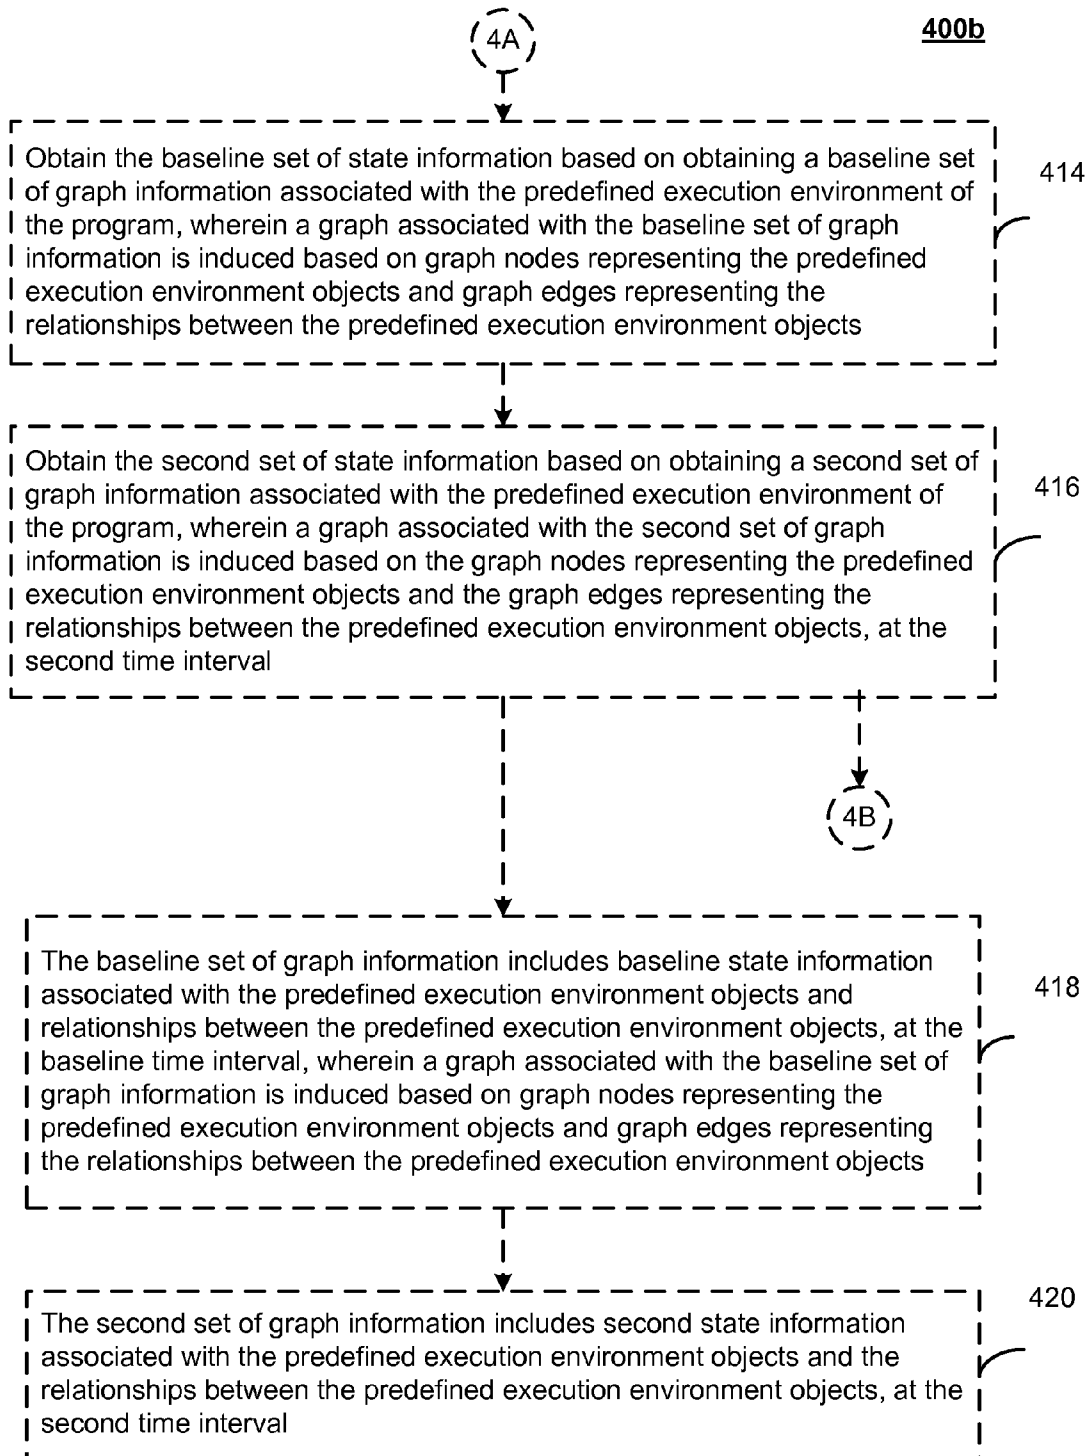 4A
400b
Obtain the baseline set of state information based on obtaining a baseline set
of graph information associated with the predefined execution environment of
the program, wherein a graph associated with the baseline set of graph
information is induced based on graph nodes representing the predefined
execution environment objects and graph edges representing the
relationships between the predefined execution environment objects
414
Obtain the second set of state information based on obtaining a second set of
graph information associated with the predefined execution environment of
the program, wherein a graph associated with the second set of graph
information is induced based on the graph nodes representing the predefined
execution environment objects and the graph edges representing the
relationships between the predefined execution environment objects, at the
second time interval
416
4B
The baseline set of graph information includes baseline state information
associated with the predefined execution environment objects and
relationships between the predefined execution environment objects, at the
baseline time interval, wherein a graph associated with the baseline set of
graph information is induced based on graph nodes representing the
predefined execution environment objects and graph edges representing
the relationships between the predefined execution environment objects
418
The second set of graph information includes second state information
associated with the predefined execution environment objects and the
relationships between the predefined execution environment objects, at the
second time interval
420